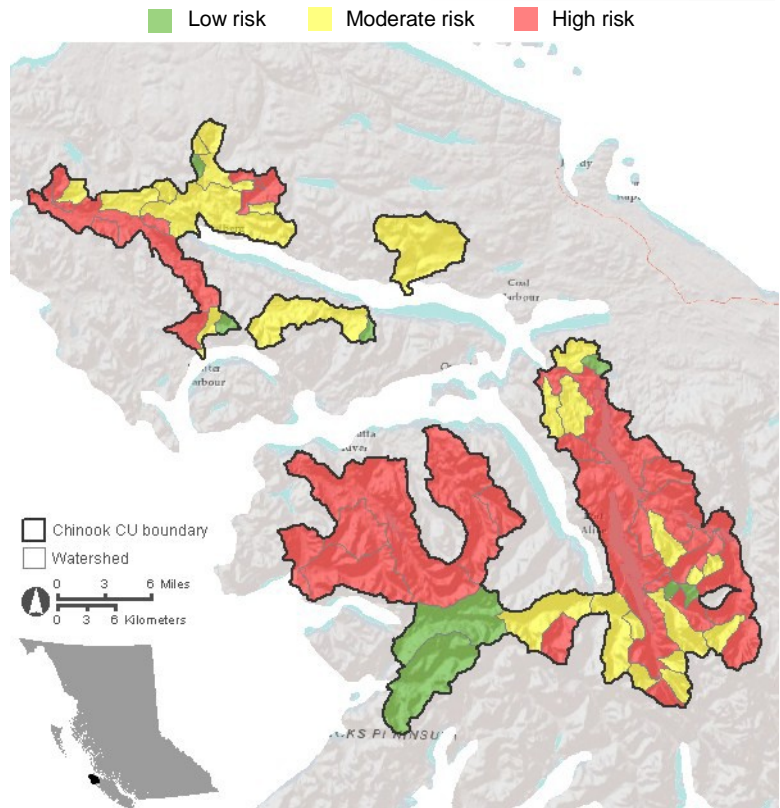 Low risk Moderate risk High risk
Coal
Harbour
Chinook CU boundary
Watershed
0 3 6 Miles
0 3 6 Kilometers